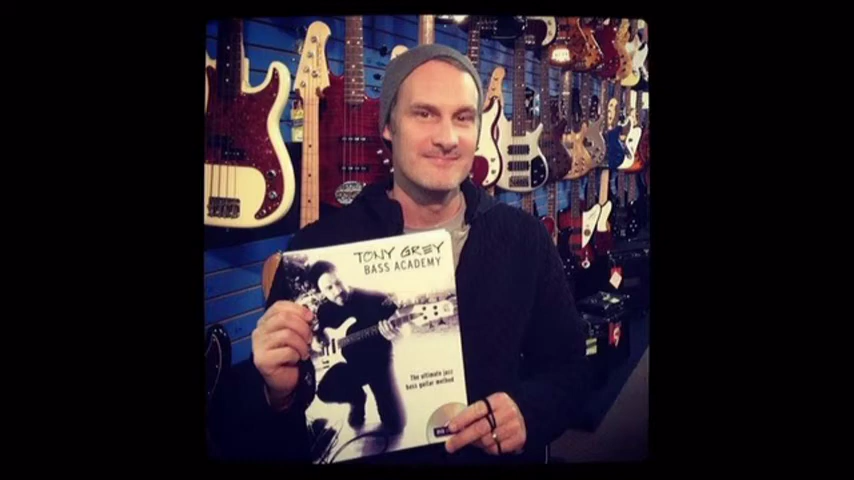 TONY GREY
BASS ACADEMY
The ultimate jazz
bass guitar method